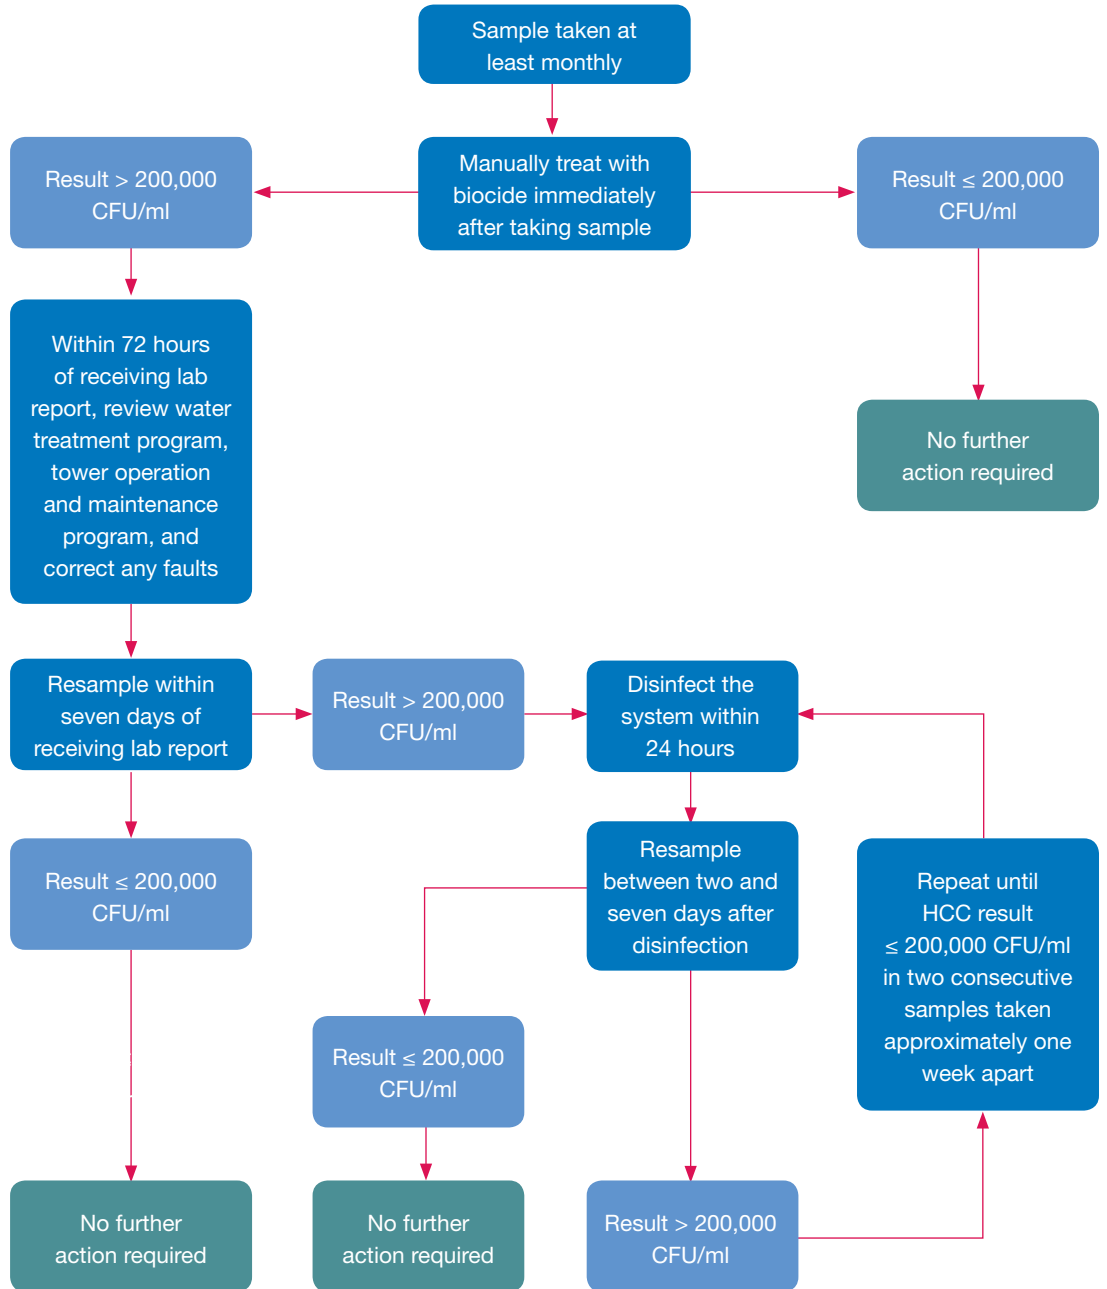 Sample taken at
least monthly
Result > 200,000
CFU/ml
Manually treat with
biocide immediately
after taking sample
Result ≤ 200,000
CFU/ml
Within 72 hours
of receiving lab
report, review water
treatment program,
tower operation
and maintenance
program, and
correct any faults
No further
action required
Resample within
seven days of
receiving lab report
Result > 200,000
CFU/ml
Disinfect the
system within
24 hours
Result ≤ 200,000
CFU/ml
Resample
between two and
seven days after
disinfection
Repeat until
HCC result
≤ 200,000 CFU/ml
in two consecutive
samples taken
approximately one
week apart
Result ≤ 200,000
CFU/ml
No further
action required
No further
action required
Result > 200,000
CFU/ml